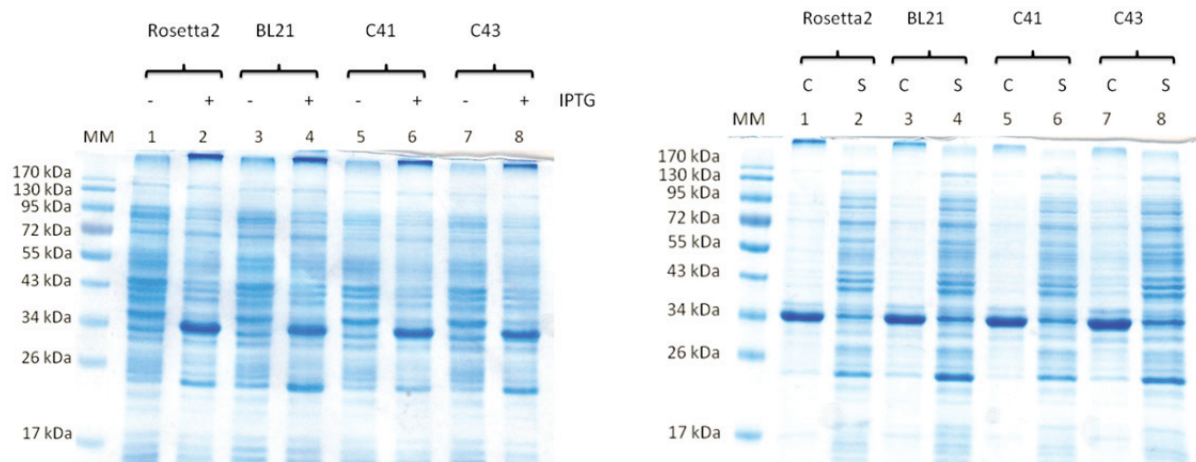 Rosetta2 BL21 C41 C43
- + - + - + - + IPTG
MM 1 2 3 4 5 6 7 8
170 kDa
130 kDa
95 kDa
72 kDa
55 kDa
43 kDa
34 kDa
26 kDa
17 kDa
Rosetta2 BL21 C41 C43
C S C S C S C S
MM 1 2 3 4 5 6 7 8
170 kDa
130 kDa
95 kDa
72 kDa
55 kDa
43 kDa
34 kDa
26 kDa
17 kDa